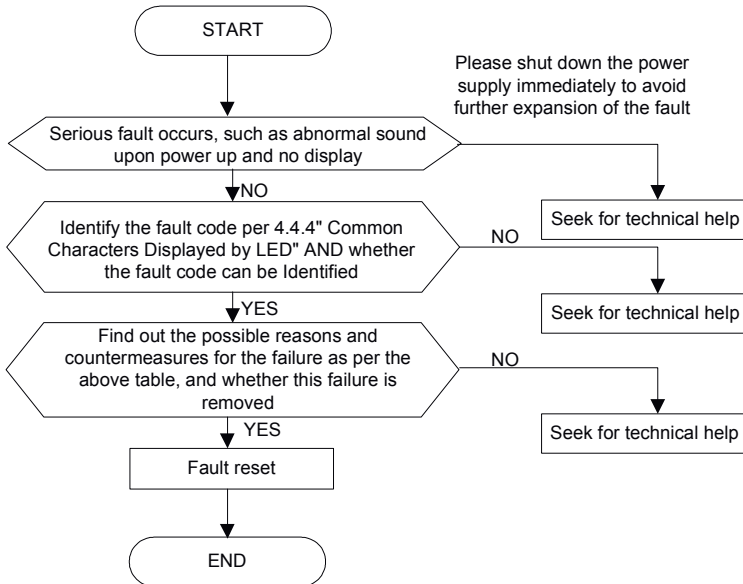 START
Please shut down the power
supply immediately to avoid
further expansion of the fault
Serious fault occurs, such as abnormal sound
upon power up and no display
NO
Seek for technical help
Identify the fault code per 4.4.4" Common
Characters Displayed by LED" AND whether
the fault code can be Identified
NO
YES
Seek for technical help
Find out the possible reasons and
countermeasures for the failure as per the
above table, and whether this failure is
removed
NO
YES
Seek for technical help
Fault reset
END